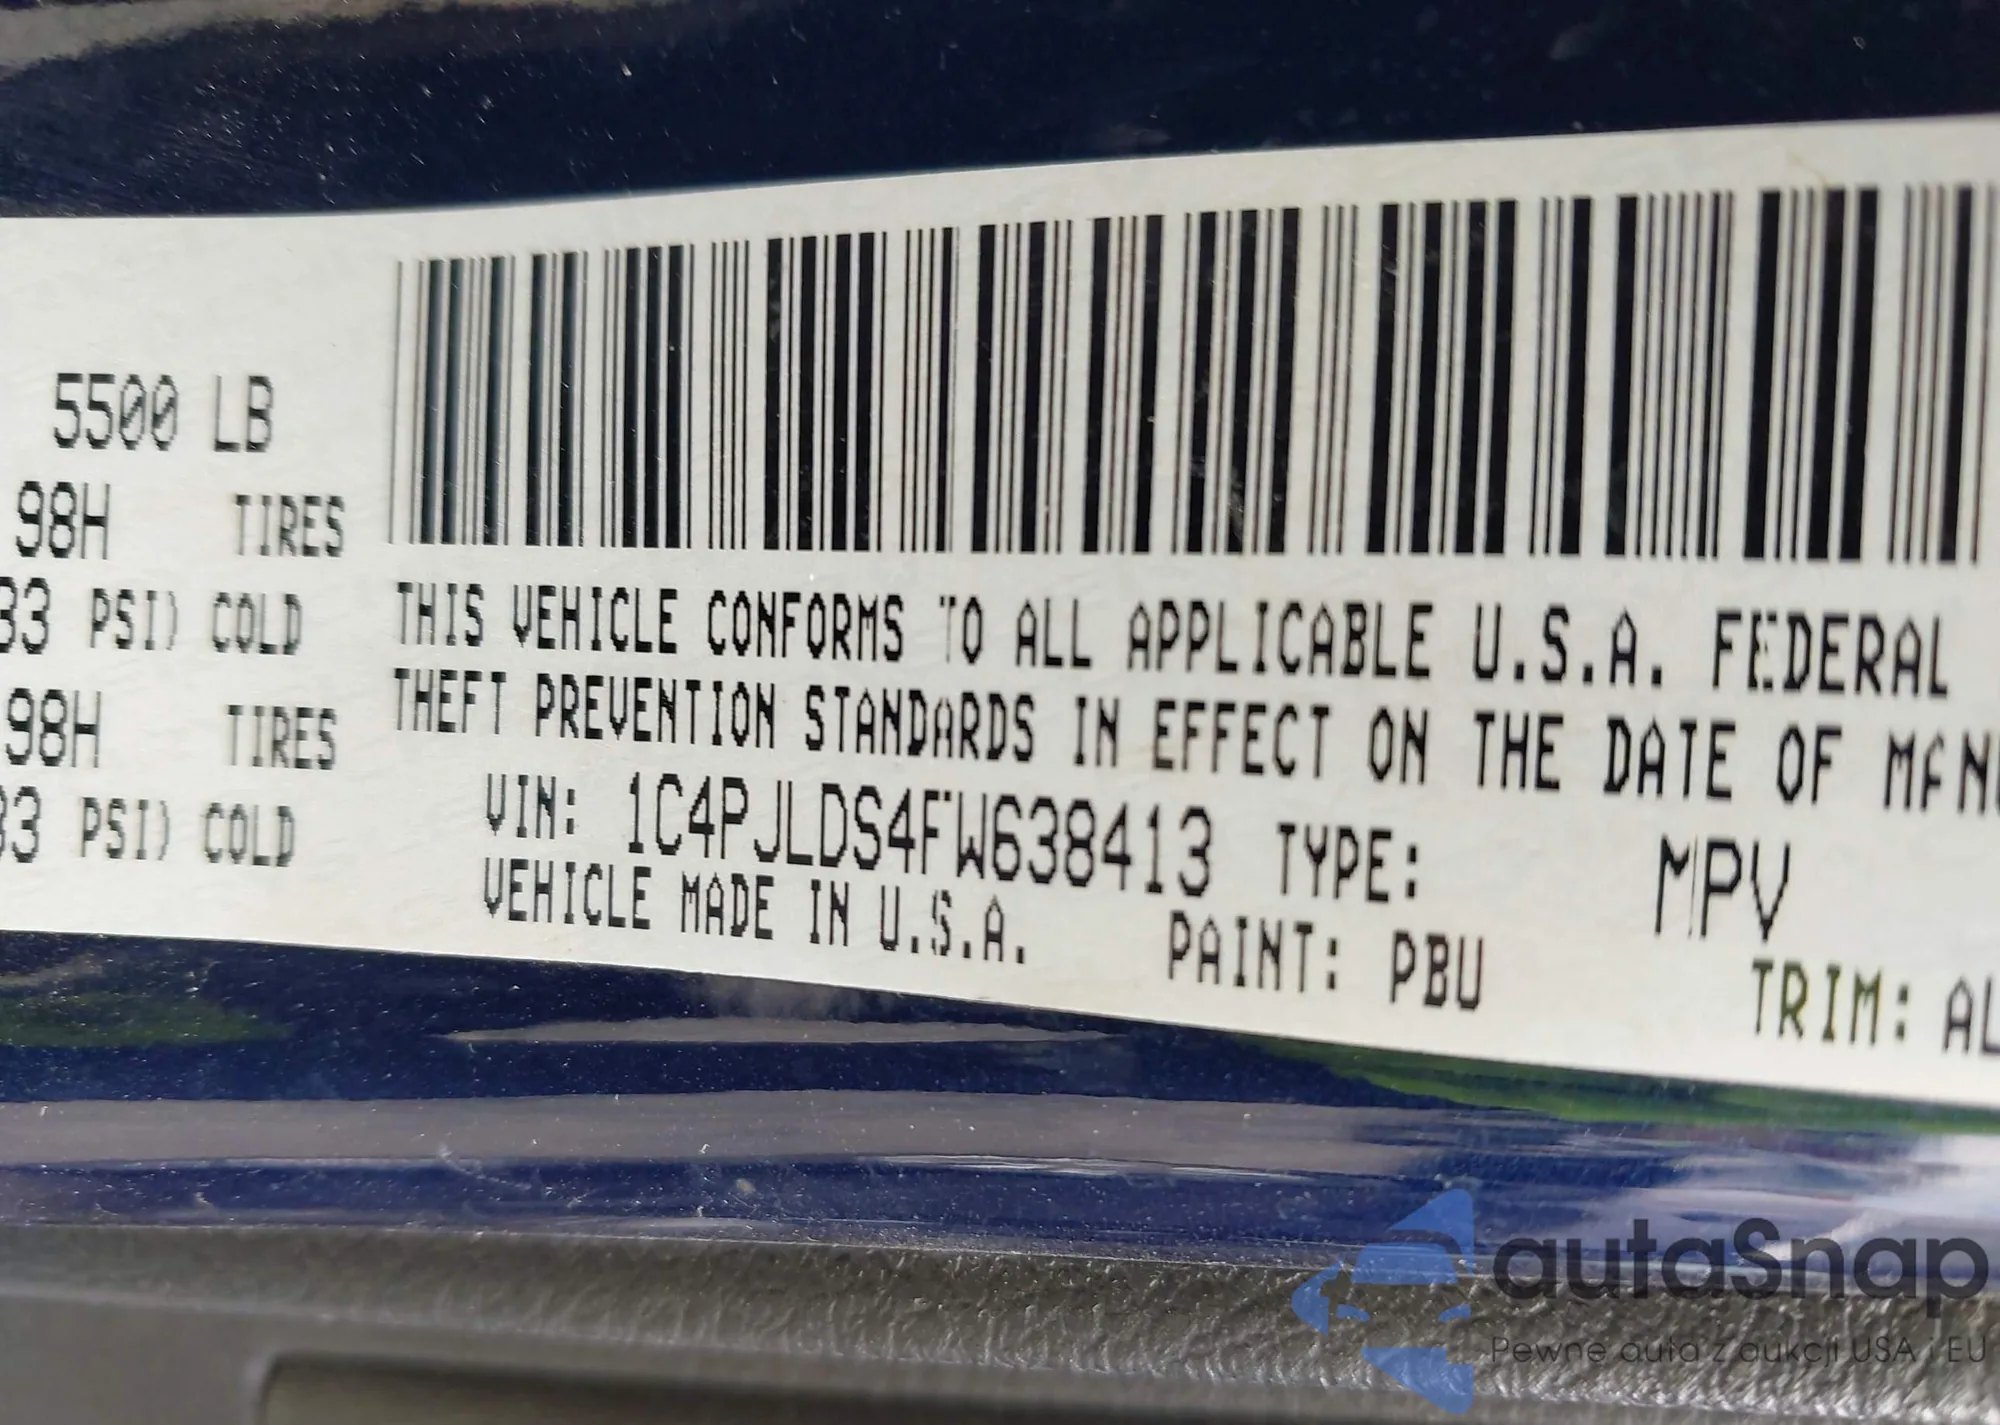 5500 LB
98H TIRES
33 PSI) COLD
98H TIRES
33 PSI) COLD
THIS VEHICLE CONFORMS TO ALL APPLICABLE U.S.A. FEDERAL
THEFT PREVENTION STANDARDS IN EFFECT ON THE DATE OF MANU
VIN: 1C4PJLDS4FW638413 TYPE: MPV
VEHICLE MADE IN U.S.A. PAINT: PBU TRIM: AL
autaSnap
Pewne auta z aukcji USA i EU